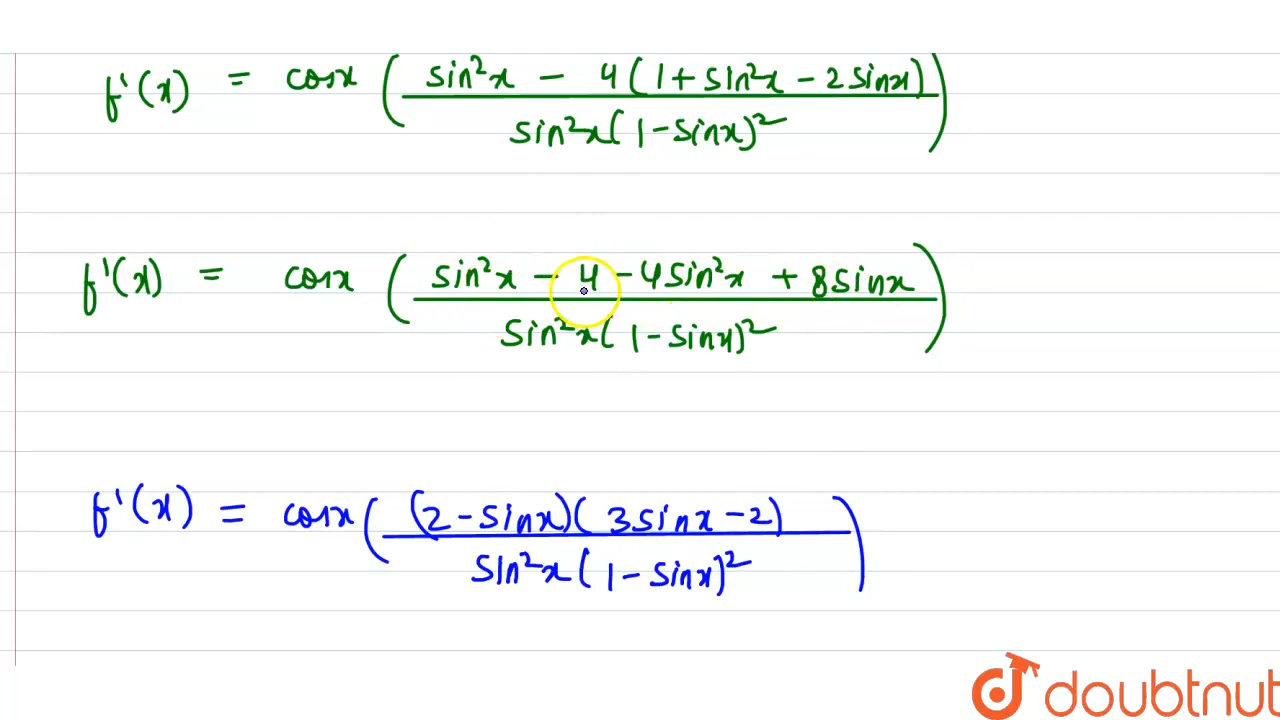 f'(x) = cosx ( sin²x - 4(1+sin²x-2sinx) / sin²x(1-sinx)² )
f'(x) = cosx ( sin²x - 4 - 4sin²x + 8sinx / sin²x(1-sinx)² )
f'(x) = cosx ( (2-sinx)(3sinx-2) / sin²x(1-sinx)² )
doubtnut